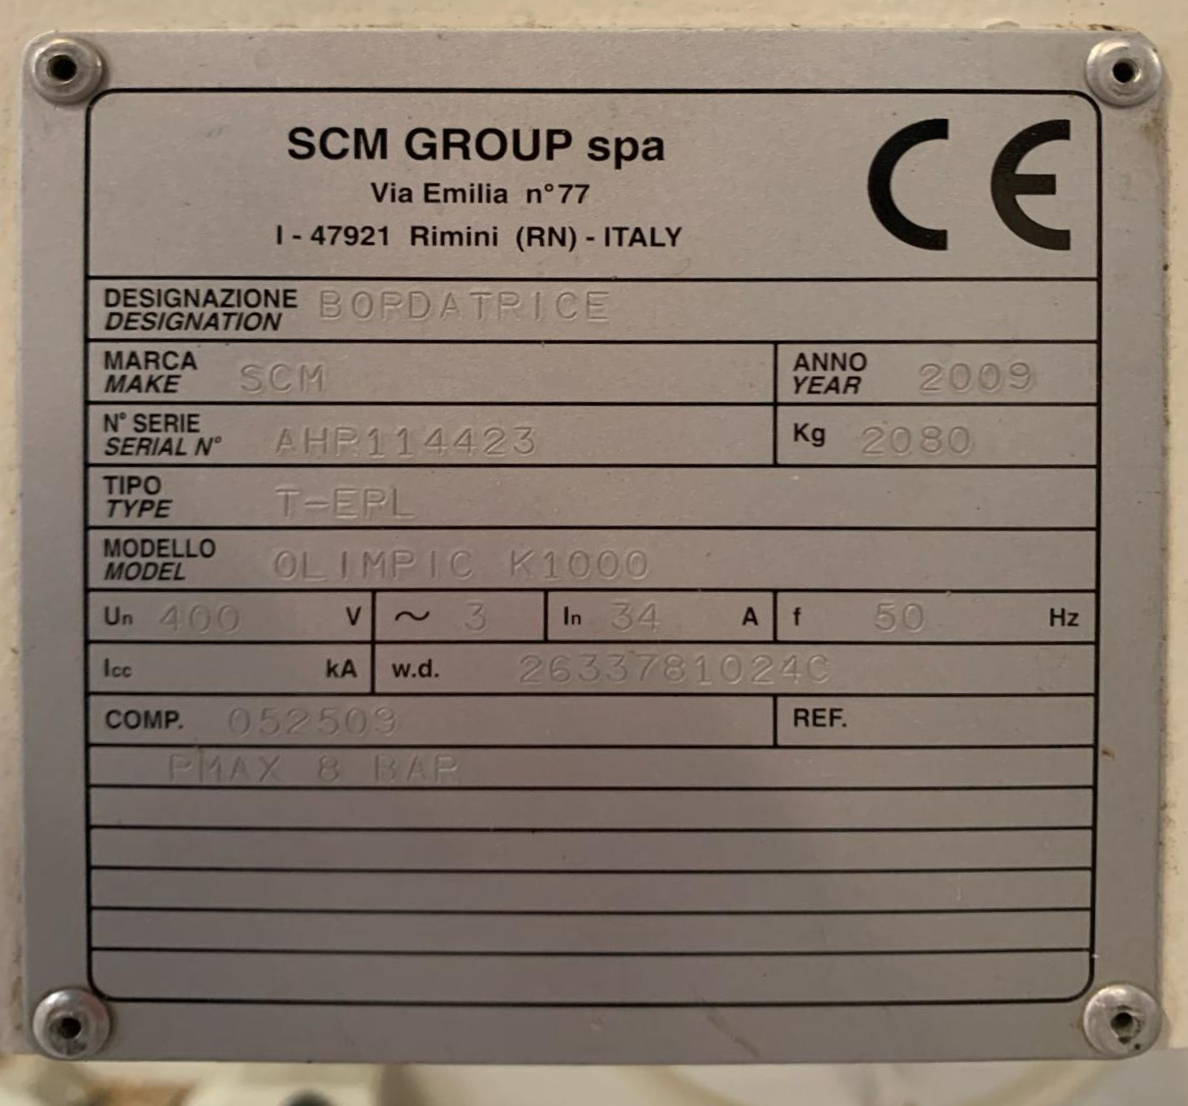 SCM GROUP spa
Via Emilia n°77
I - 47921 Rimini (RN) - ITALY
CE
DESIGNAZIONE
DESIGNATION BORDATRICE
MARCA
MAKE SCM
ANNO
YEAR 2009
N° SERIE
SERIAL N° AHR114423
Kg 2080
TIPO
TYPE T-EPL
MODELLO
MODEL OLIMPIC K1000
Un 400 V ~ 3 In 34 A f 50 Hz
Icc kA w.d. 2633781024C
COMP. 052509 REF.
PMAX 8 BAR